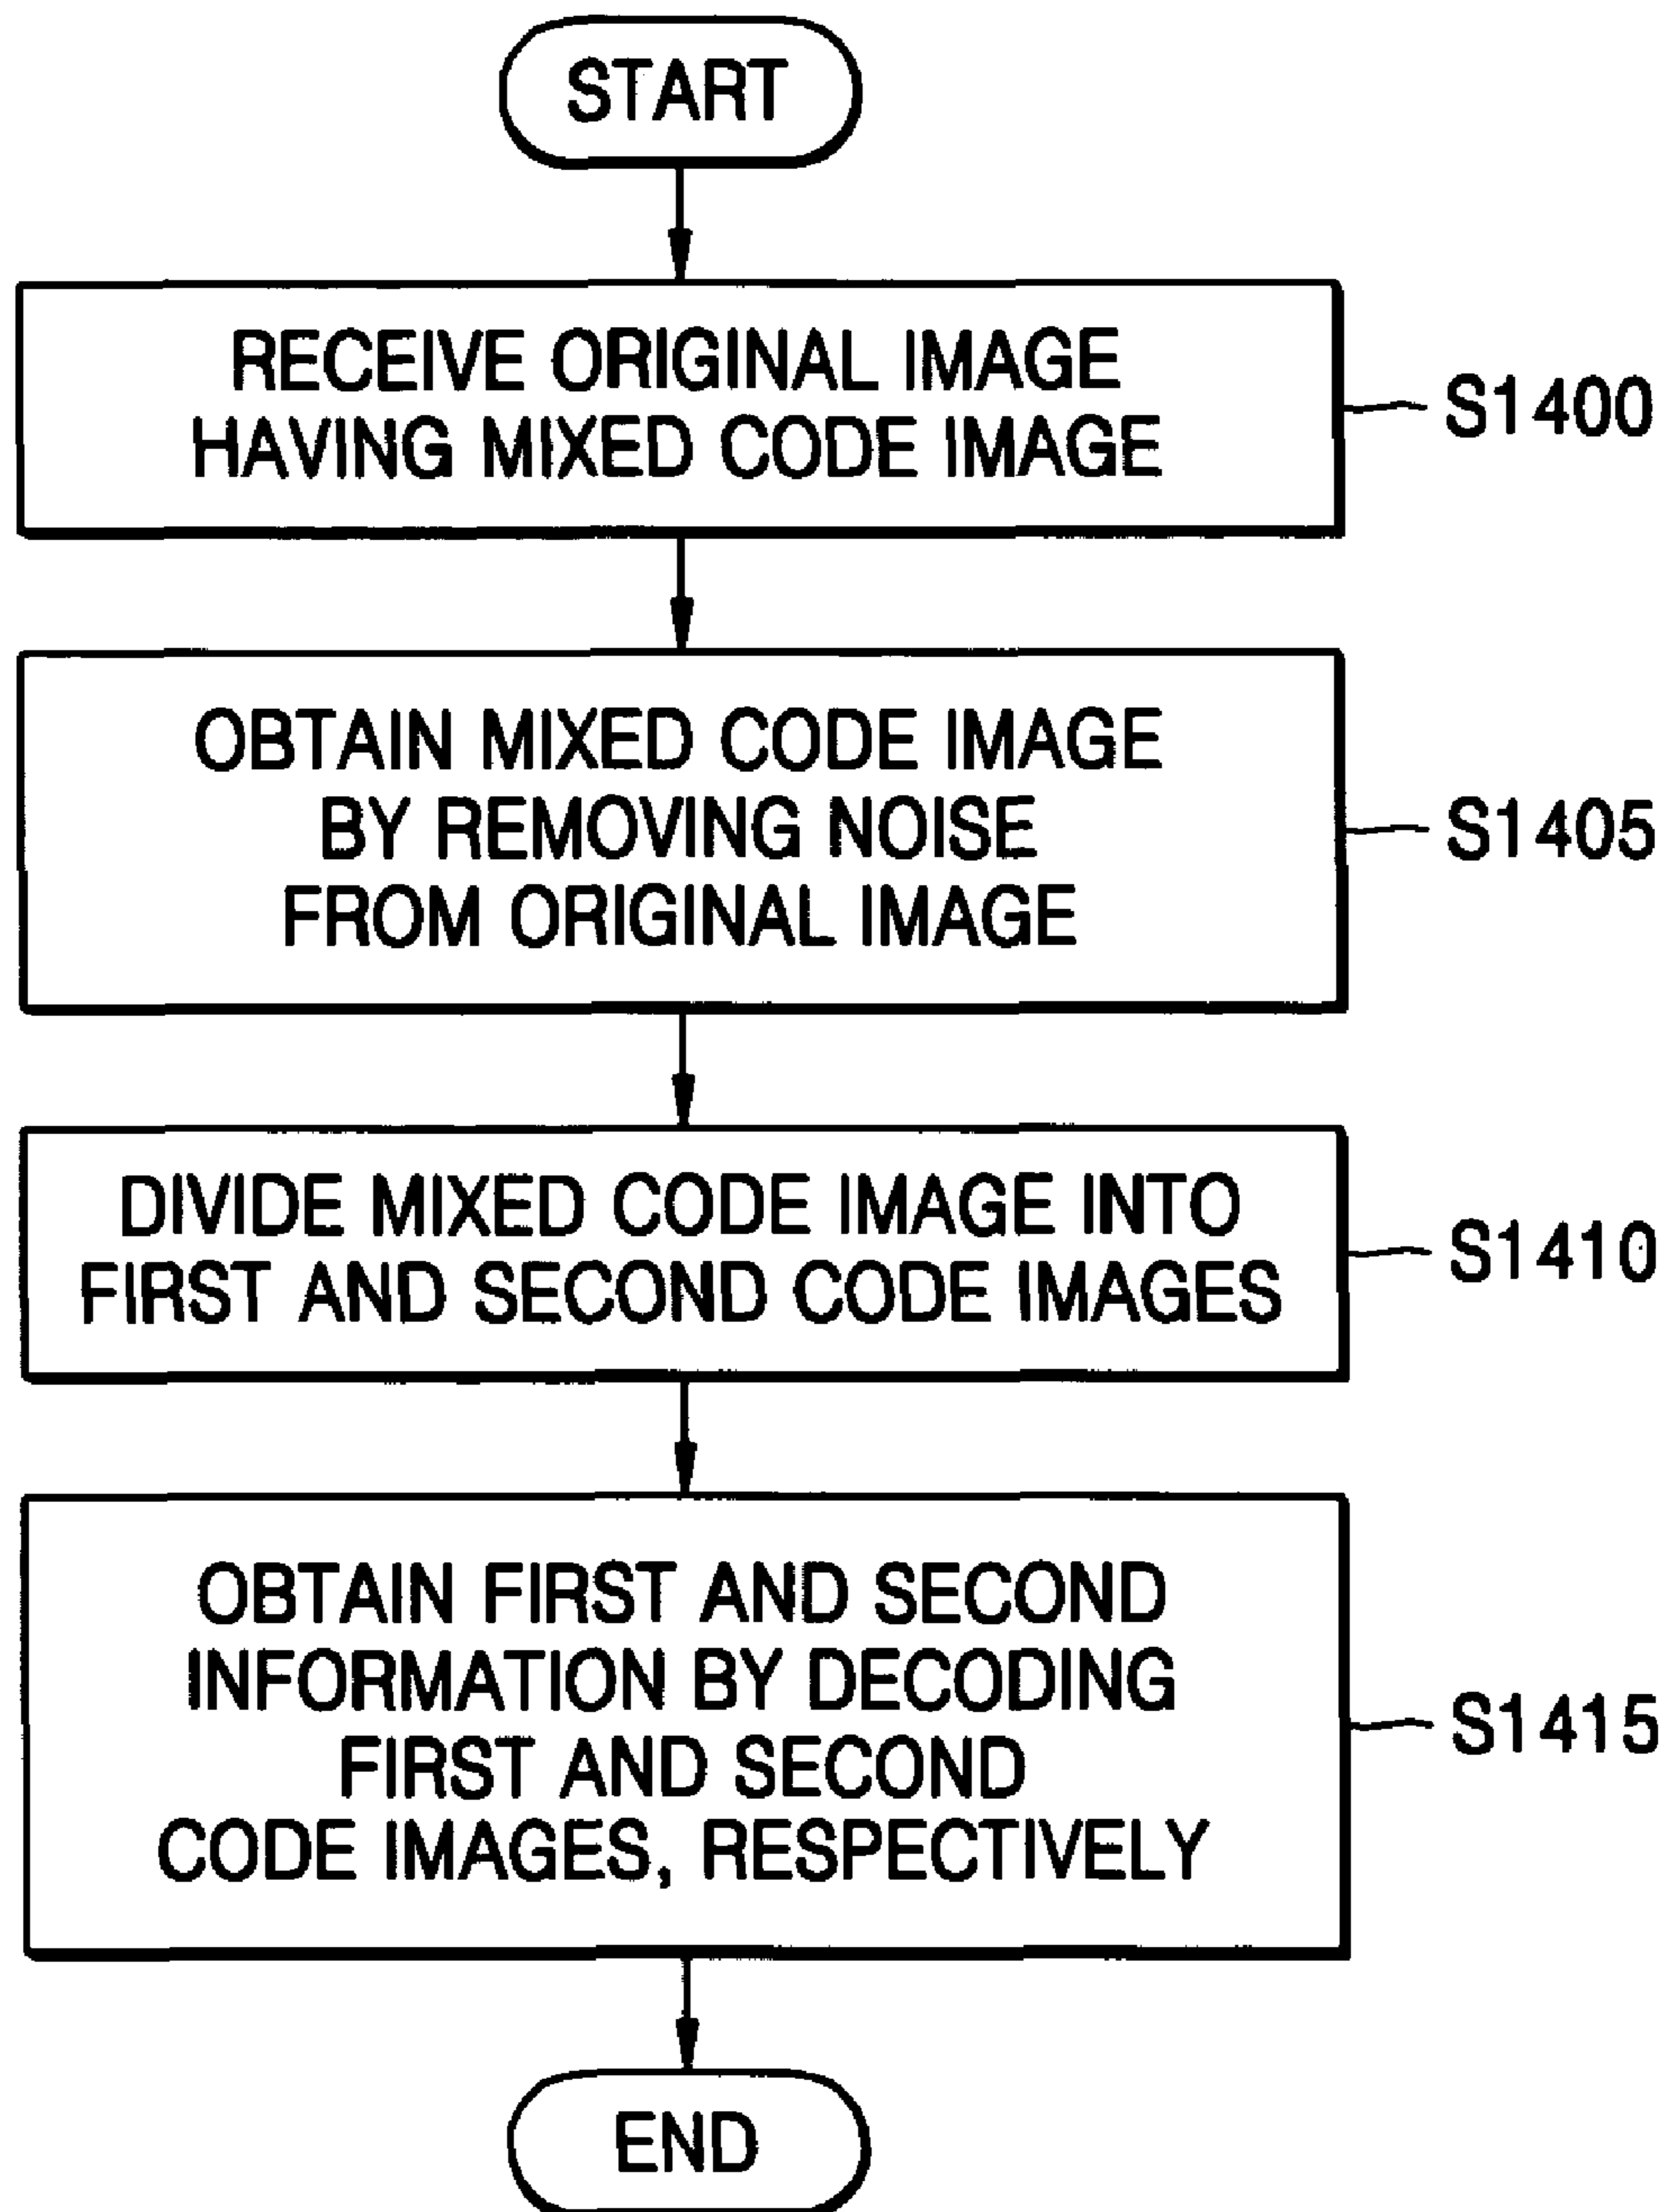 START
RECEIVE ORIGINAL IMAGE
HAVING MIXED CODE IMAGE
S1400
OBTAIN MIXED CODE IMAGE
BY REMOVING NOISE
FROM ORIGINAL IMAGE
S1405
DIVIDE MIXED CODE IMAGE INTO
FIRST AND SECOND CODE IMAGES
S1410
OBTAIN FIRST AND SECOND
INFORMATION BY DECODING
FIRST AND SECOND
CODE IMAGES, RESPECTIVELY
S1415
END